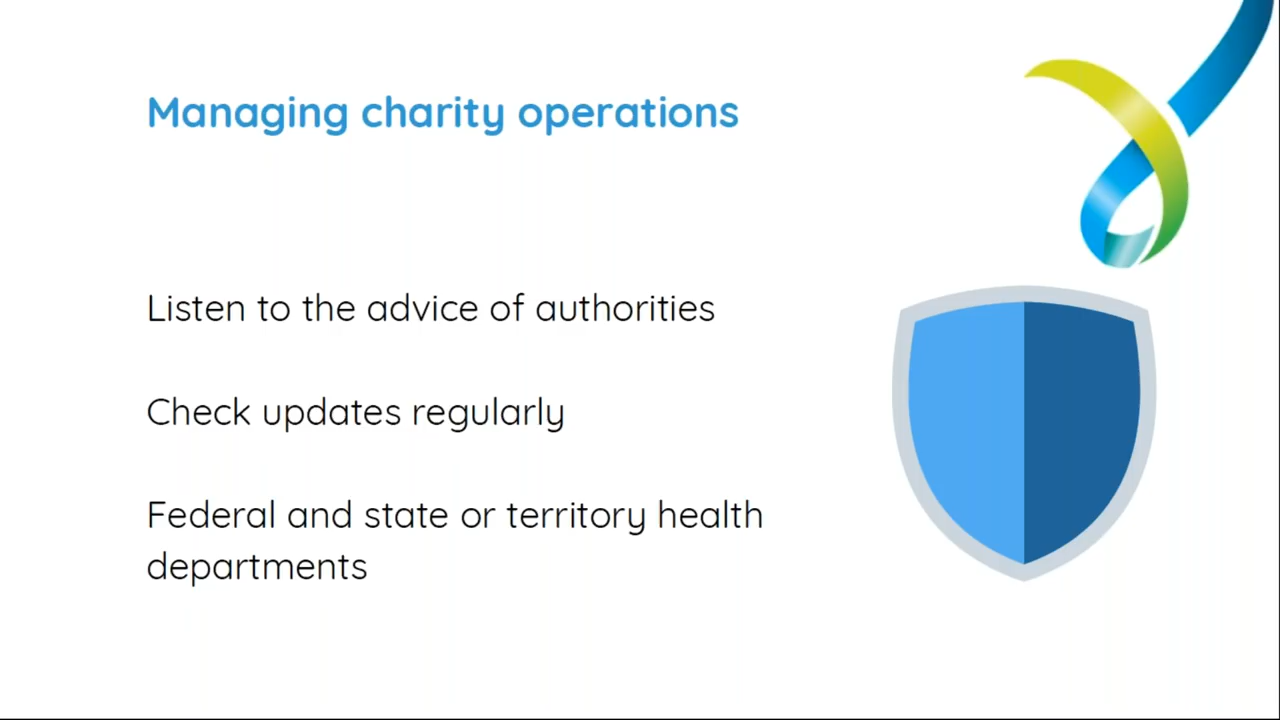 Managing charity operations
Listen to the advice of authorities
Check updates regularly
Federal and state or territory health
departments